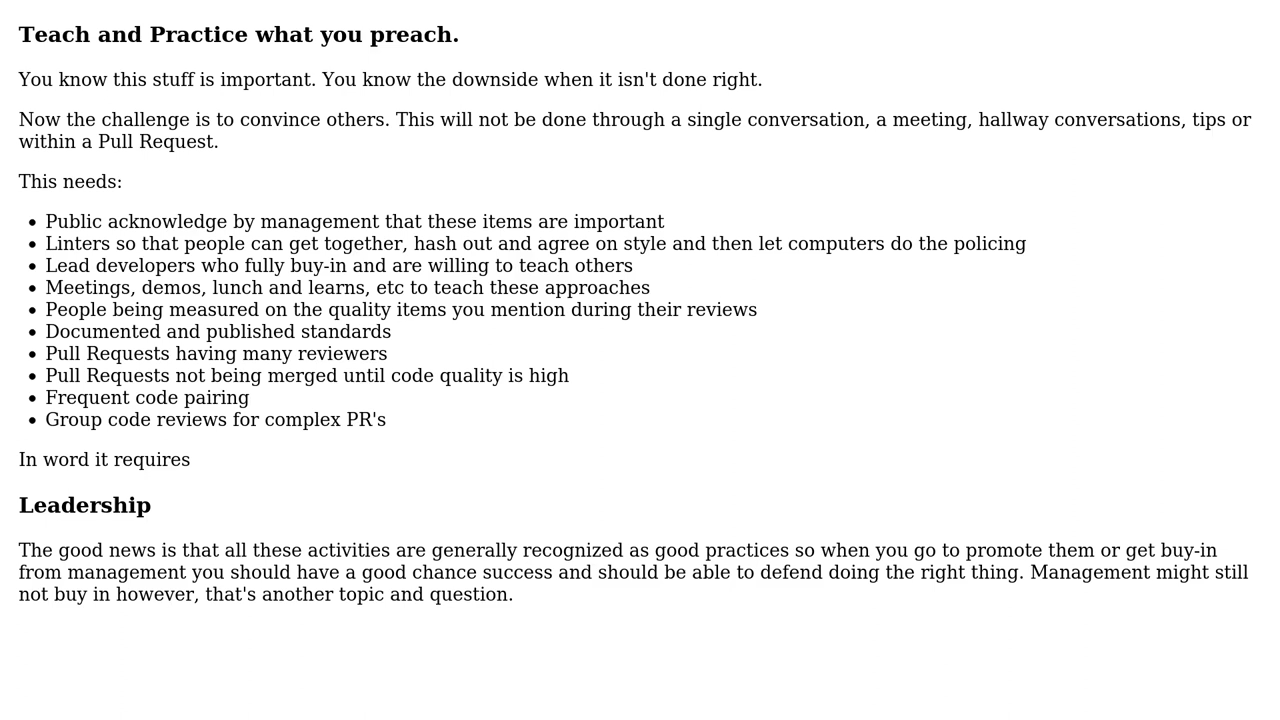 Teach and Practice what you preach.
You know this stuff is important. You know the downside when it isn't done right.
Now the challenge is to convince others. This will not be done through a single conversation, a meeting, hallway conversations, tips or
within a Pull Request.
This needs:
• Public acknowledge by management that these items are important
• Linters so that people can get together, hash out and agree on style and then let computers do the policing
• Lead developers who fully buy-in and are willing to teach others
• Meetings, demos, lunch and learns, etc to teach these approaches
• People being measured on the quality items you mention during their reviews
• Documented and published standards
• Pull Requests having many reviewers
• Pull Requests not being merged until code quality is high
• Frequent code pairing
• Group code reviews for complex PR's
In word it requires
Leadership
The good news is that all these activities are generally recognized as good practices so when you go to promote them or get buy-in
from management you should have a good chance success and should be able to defend doing the right thing. Management might still
not buy in however, that's another topic and question.